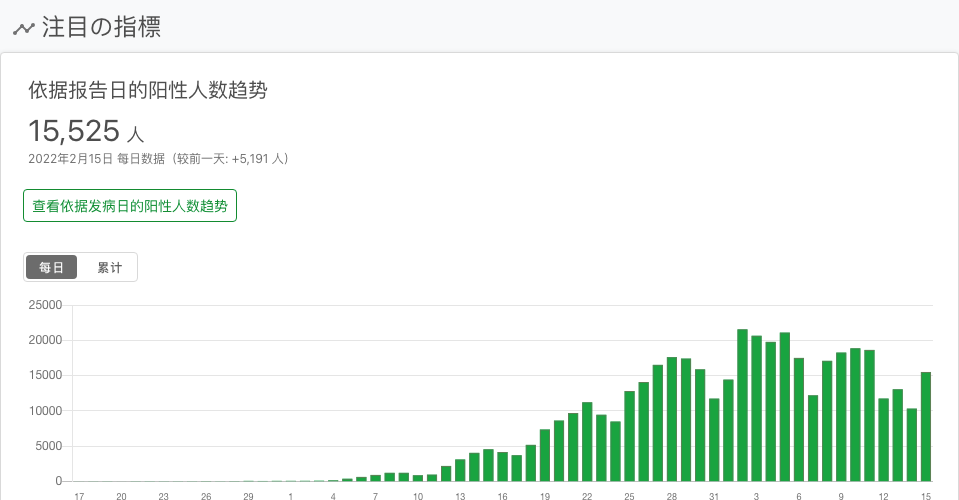 注目の指標
依据报告日的阳性人数趋势
15,525 人
2022年2月15日 每日数据（较前一天: +5,191 人）
查看依据发病日的阳性人数趋势
每日 累计
25000
20000
15000
10000
5000
0
17 20 23 26 29 1 4 7 10 13 16 19 22 25 28 31 3 6 9 12 15